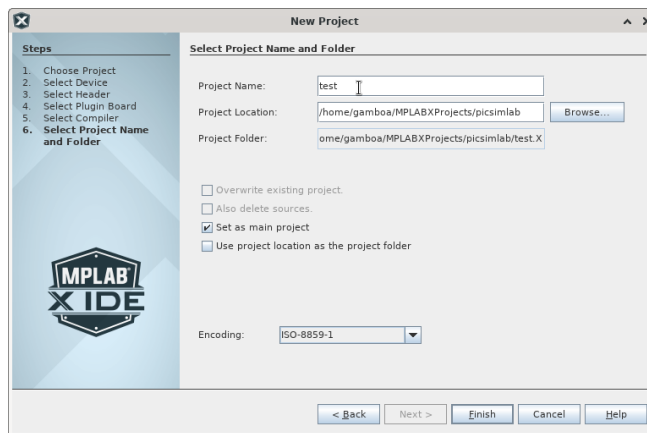 New Project
Steps
1. Choose Project
2. Select Device
3. Select Header
4. Select Plugin Board
5. Select Compiler
6. Select Project Name
and Folder
MPLAB
X IDE
Select Project Name and Folder
Project Name: test
Project Location: /home/gamboa/MPLABXProjects/picsimlab Browse...
Project Folder: ome/gamboa/MPLABXProjects/picsimlab/test.X
Overwrite existing project.
Also delete sources.
Set as main project
Use project location as the project folder
Encoding: ISO-8859-1
< Back Next > Finish Cancel Help